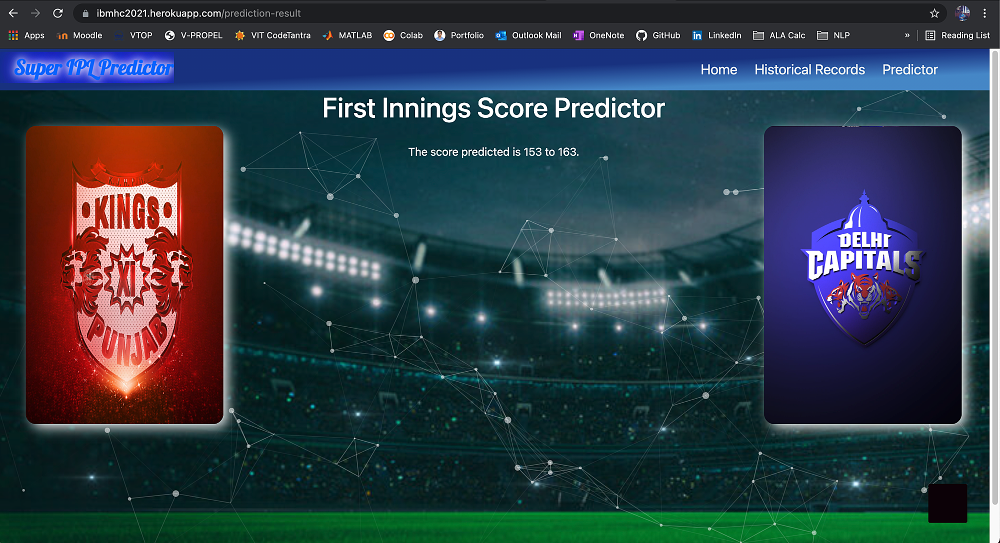 ibmhc2021.herokuapp.com/prediction-result
Apps Moodle VTOP V-PROPEL VIT CodeTantra MATLAB Colab Portfolio Outlook Mail OneNote GitHub LinkedIn ALA Calc NLP » Reading List
Super IPL Predictor
Home Historical Records Predictor
First Innings Score Predictor
The score predicted is 153 to 163.
K.J.H.P.H.
KINGS
XI
PUNJAB
DELHI
CAPITALS